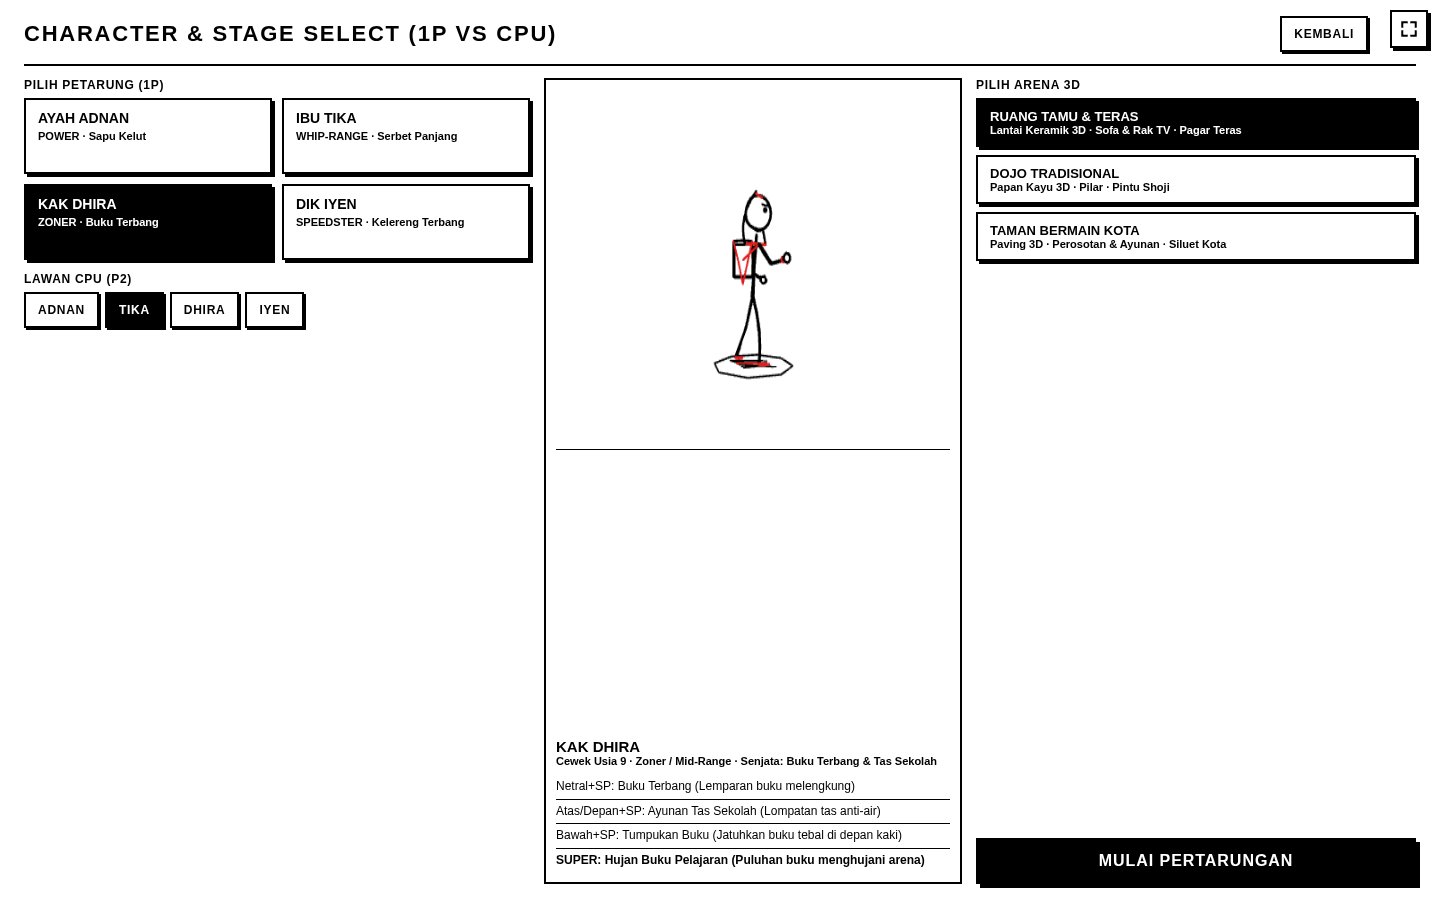 CHARACTER & STAGE SELECT (1P VS CPU)
KEMBALI
PILIH PETARUNG (1P)
AYAH ADNAN
POWER · Sapu Kelut
IBU TIKA
WHIP-RANGE · Serbet Panjang
KAK DHIRA
ZONER · Buku Terbang
DIK IYEN
SPEEDSTER · Kelereng Terbang
LAWAN CPU (P2)
ADNAN
TIKA
DHIRA
IYEN
KAK DHIRA
Cewek Usia 9 · Zoner / Mid-Range · Senjata: Buku Terbang & Tas Sekolah
Netral+SP: Buku Terbang (Lemparan buku melengkung)
Atas/Depan+SP: Ayunan Tas Sekolah (Lompatan tas anti-air)
Bawah+SP: Tumpukan Buku (Jatuhkan buku tebal di depan kaki)
SUPER: Hujan Buku Pelajaran (Puluhan buku menghujani arena)
PILIH ARENA 3D
RUANG TAMU & TERAS
Lantai Keramik 3D · Sofa & Rak TV · Pagar Teras
DOJO TRADISIONAL
Papan Kayu 3D · Pilar · Pintu Shoji
TAMAN BERMAIN KOTA
Paving 3D · Perosotan & Ayunan · Siluet Kota
MULAI PERTARUNGAN